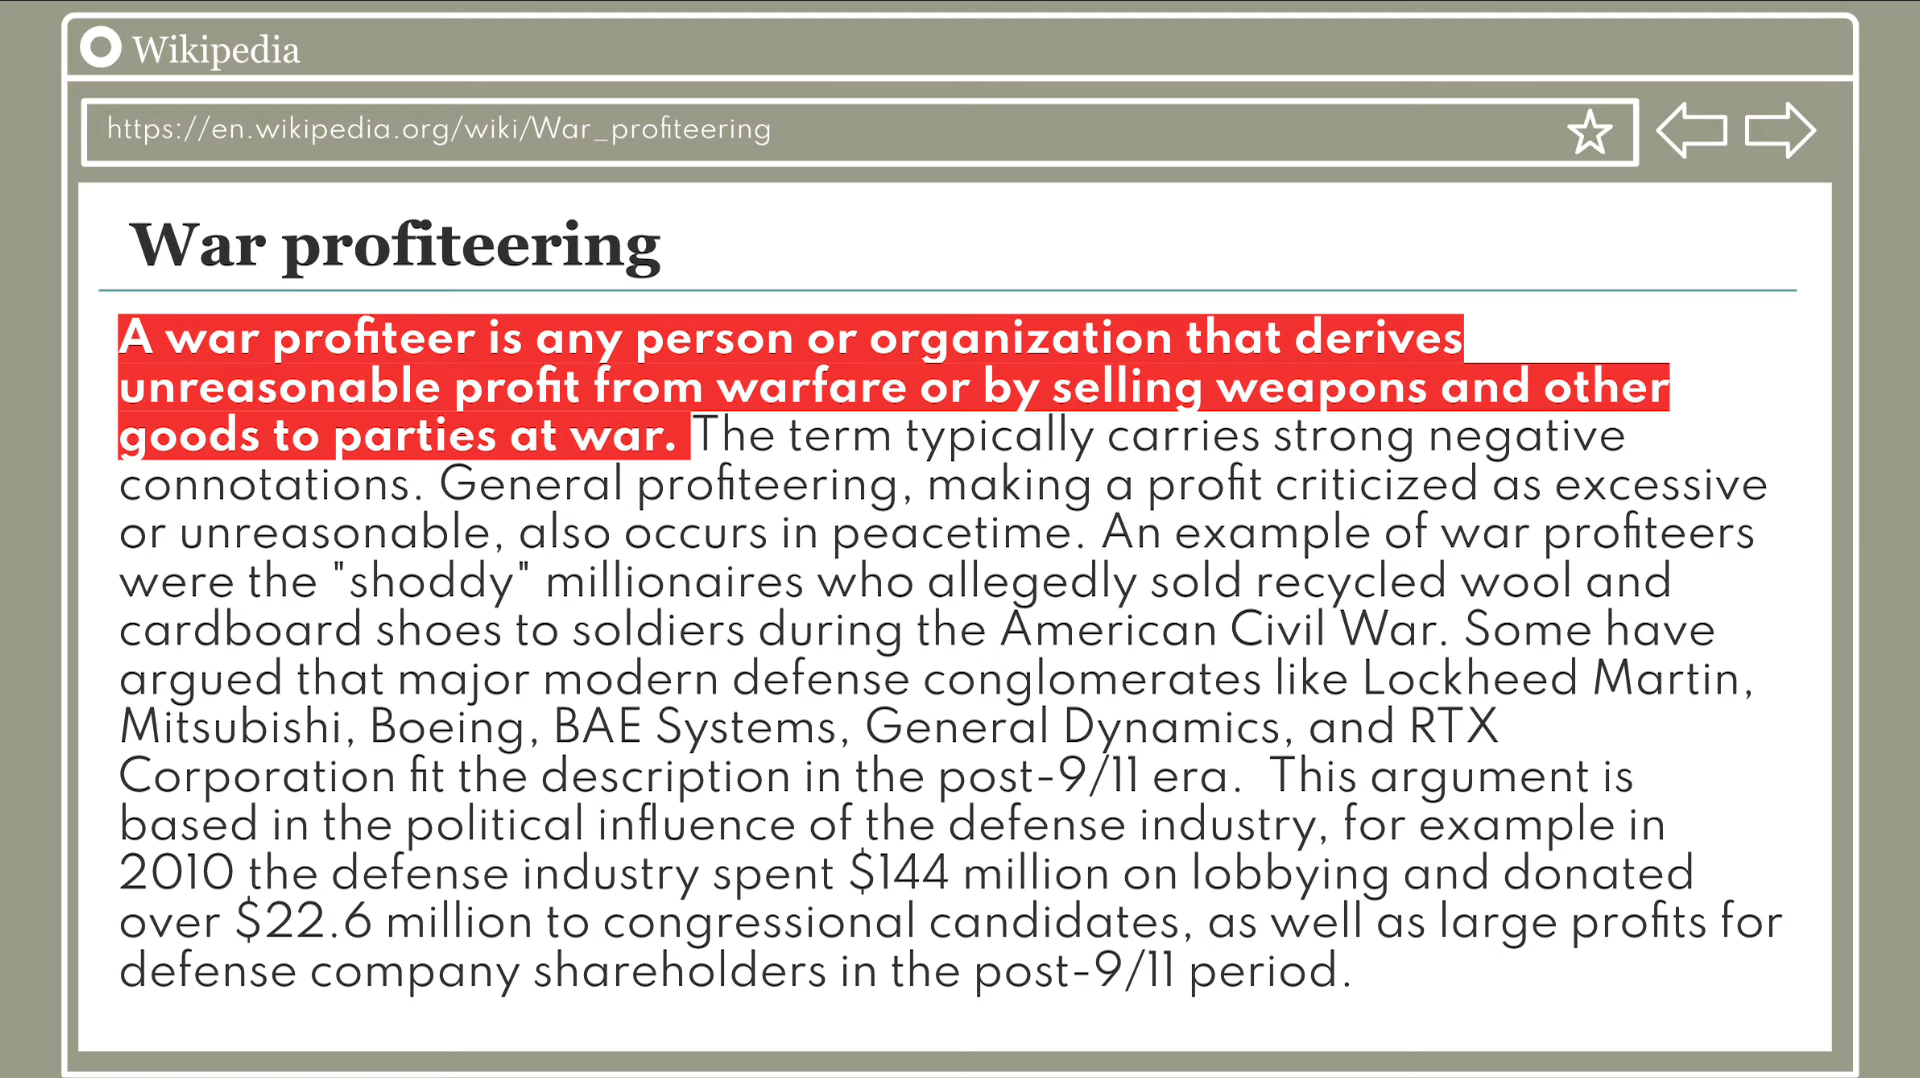 Wikipedia
https://en.wikipedia.org/wiki/War_profiteering
War profiteering
A war profiteer is any person or organization that derives
unreasonable profit from warfare or by selling weapons and other
goods to parties at war. The term typically carries strong negative
connotations. General profiteering, making a profit criticized as excessive
or unreasonable, also occurs in peacetime. An example of war profiteers
were the "shoddy" millionaires who allegedly sold recycled wool and
cardboard shoes to soldiers during the American Civil War. Some have
argued that major modern defense conglomerates like Lockheed Martin,
Mitsubishi, Boeing, BAE Systems, General Dynamics, and RTX
Corporation fit the description in the post-9/11 era.  This argument is
based in the political influence of the defense industry, for example in
2010 the defense industry spent $144 million on lobbying and donated
over $22.6 million to congressional candidates, as well as large profits for
defense company shareholders in the post-9/11 period.